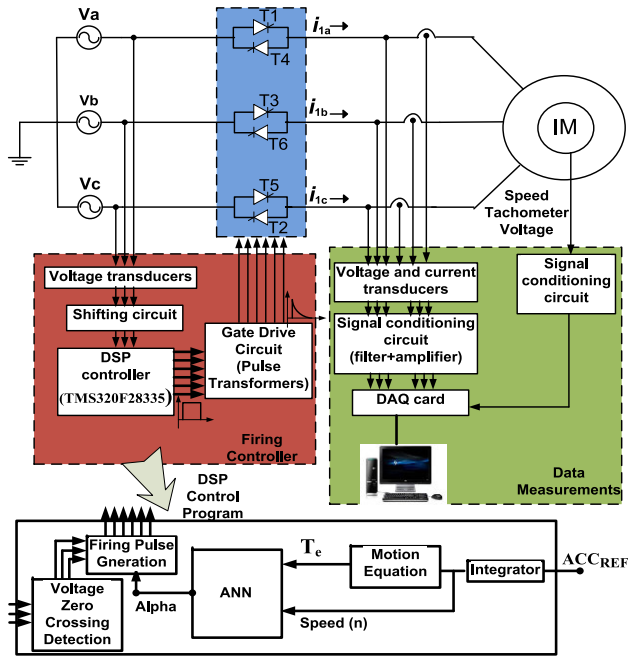 Va
T1
i1a
T4
Vb
T3
i1b
T6
IM
Vc
T5
i1c
T2
Speed
Tachometer
Voltage
Voltage transducers
Shifting circuit
DSP
controller
(TMS320F28335)
Gate Drive
Circuit
(Pulse
Transformers)
Firing
Controller
Voltage and current
transducers
Signal conditioning
circuit
(filter+amplifier)
DAQ card
Signal
conditioning
circuit
Data
Measurements
DSP
Control
Program
Firing Pulse
Gneration
Voltage
Zero
Crossing
Detection
Alpha
ANN
Te
Motion
Equation
Integrator
ACCREF
Speed (n)